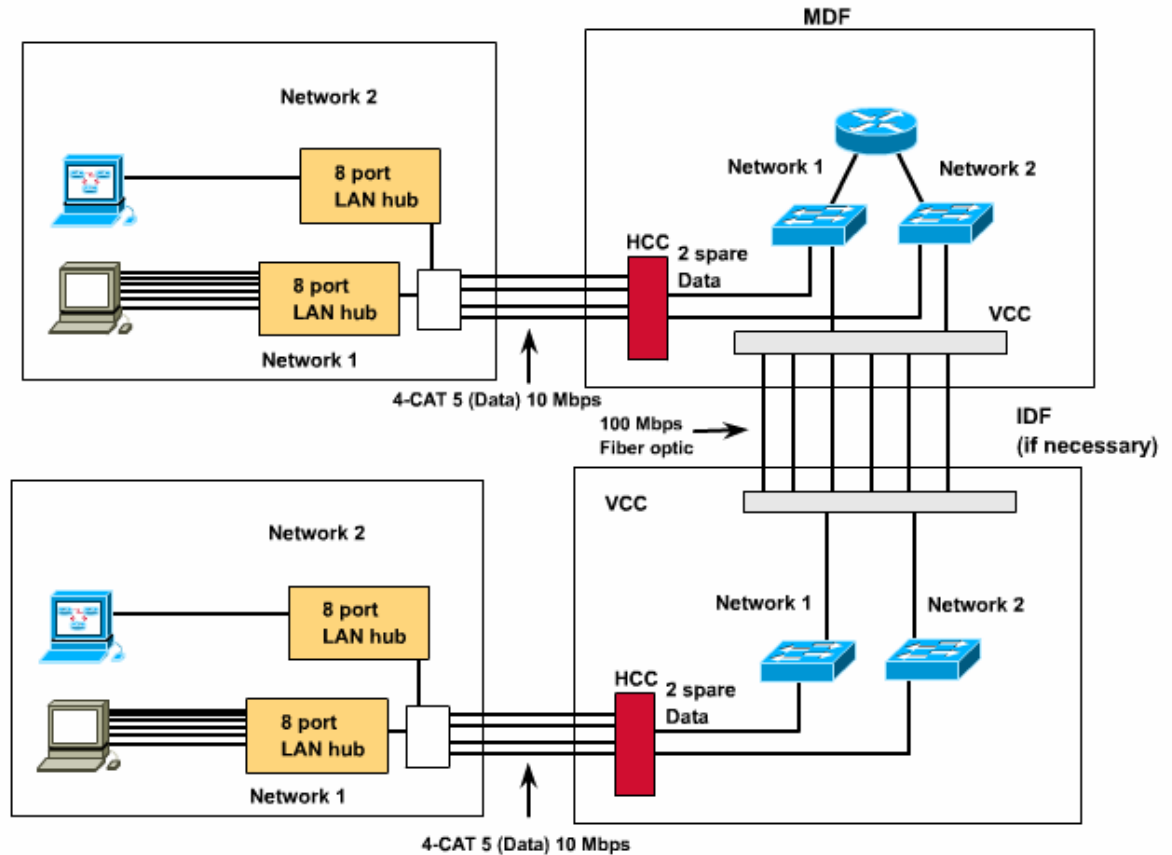 MDF
Network 2
8 port
LAN hub
8 port
LAN hub
Network 1
4-CAT 5 (Data) 10 Mbps
Network 1
Network 2
HCC
2 spare
Data
VCC
100 Mbps
Fiber optic
IDF
(if necessary)
Network 2
8 port
LAN hub
8 port
LAN hub
Network 1
4-CAT 5 (Data) 10 Mbps
VCC
Network 1
Network 2
HCC
2 spare
Data